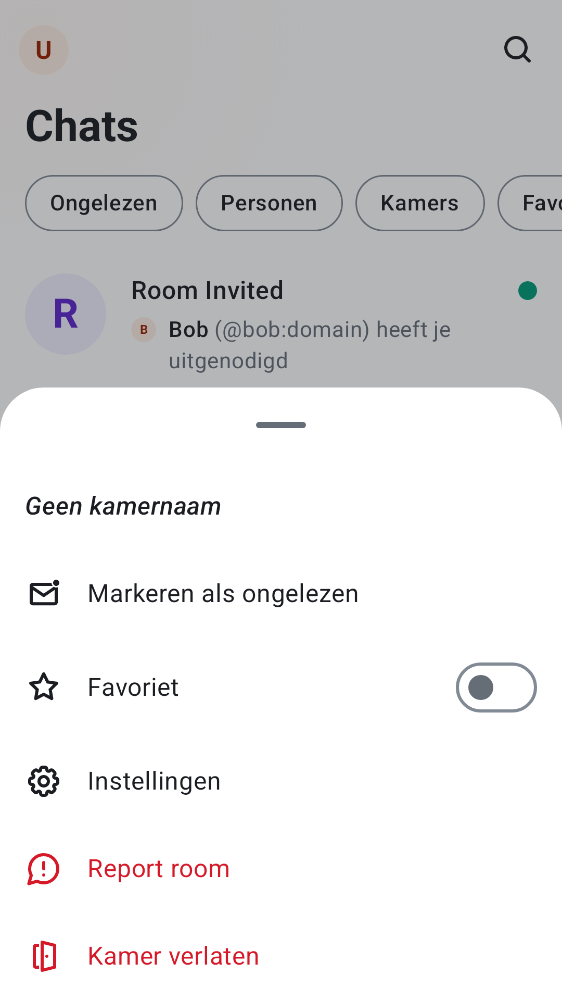 U
Chats
Ongelezen Personen Kamers Favo
R
Room Invited
B Bob (@bob:domain) heeft je
uitgenodigd
Geen kamernaam
Markeren als ongelezen
Favoriet
Instellingen
Report room
Kamer verlaten